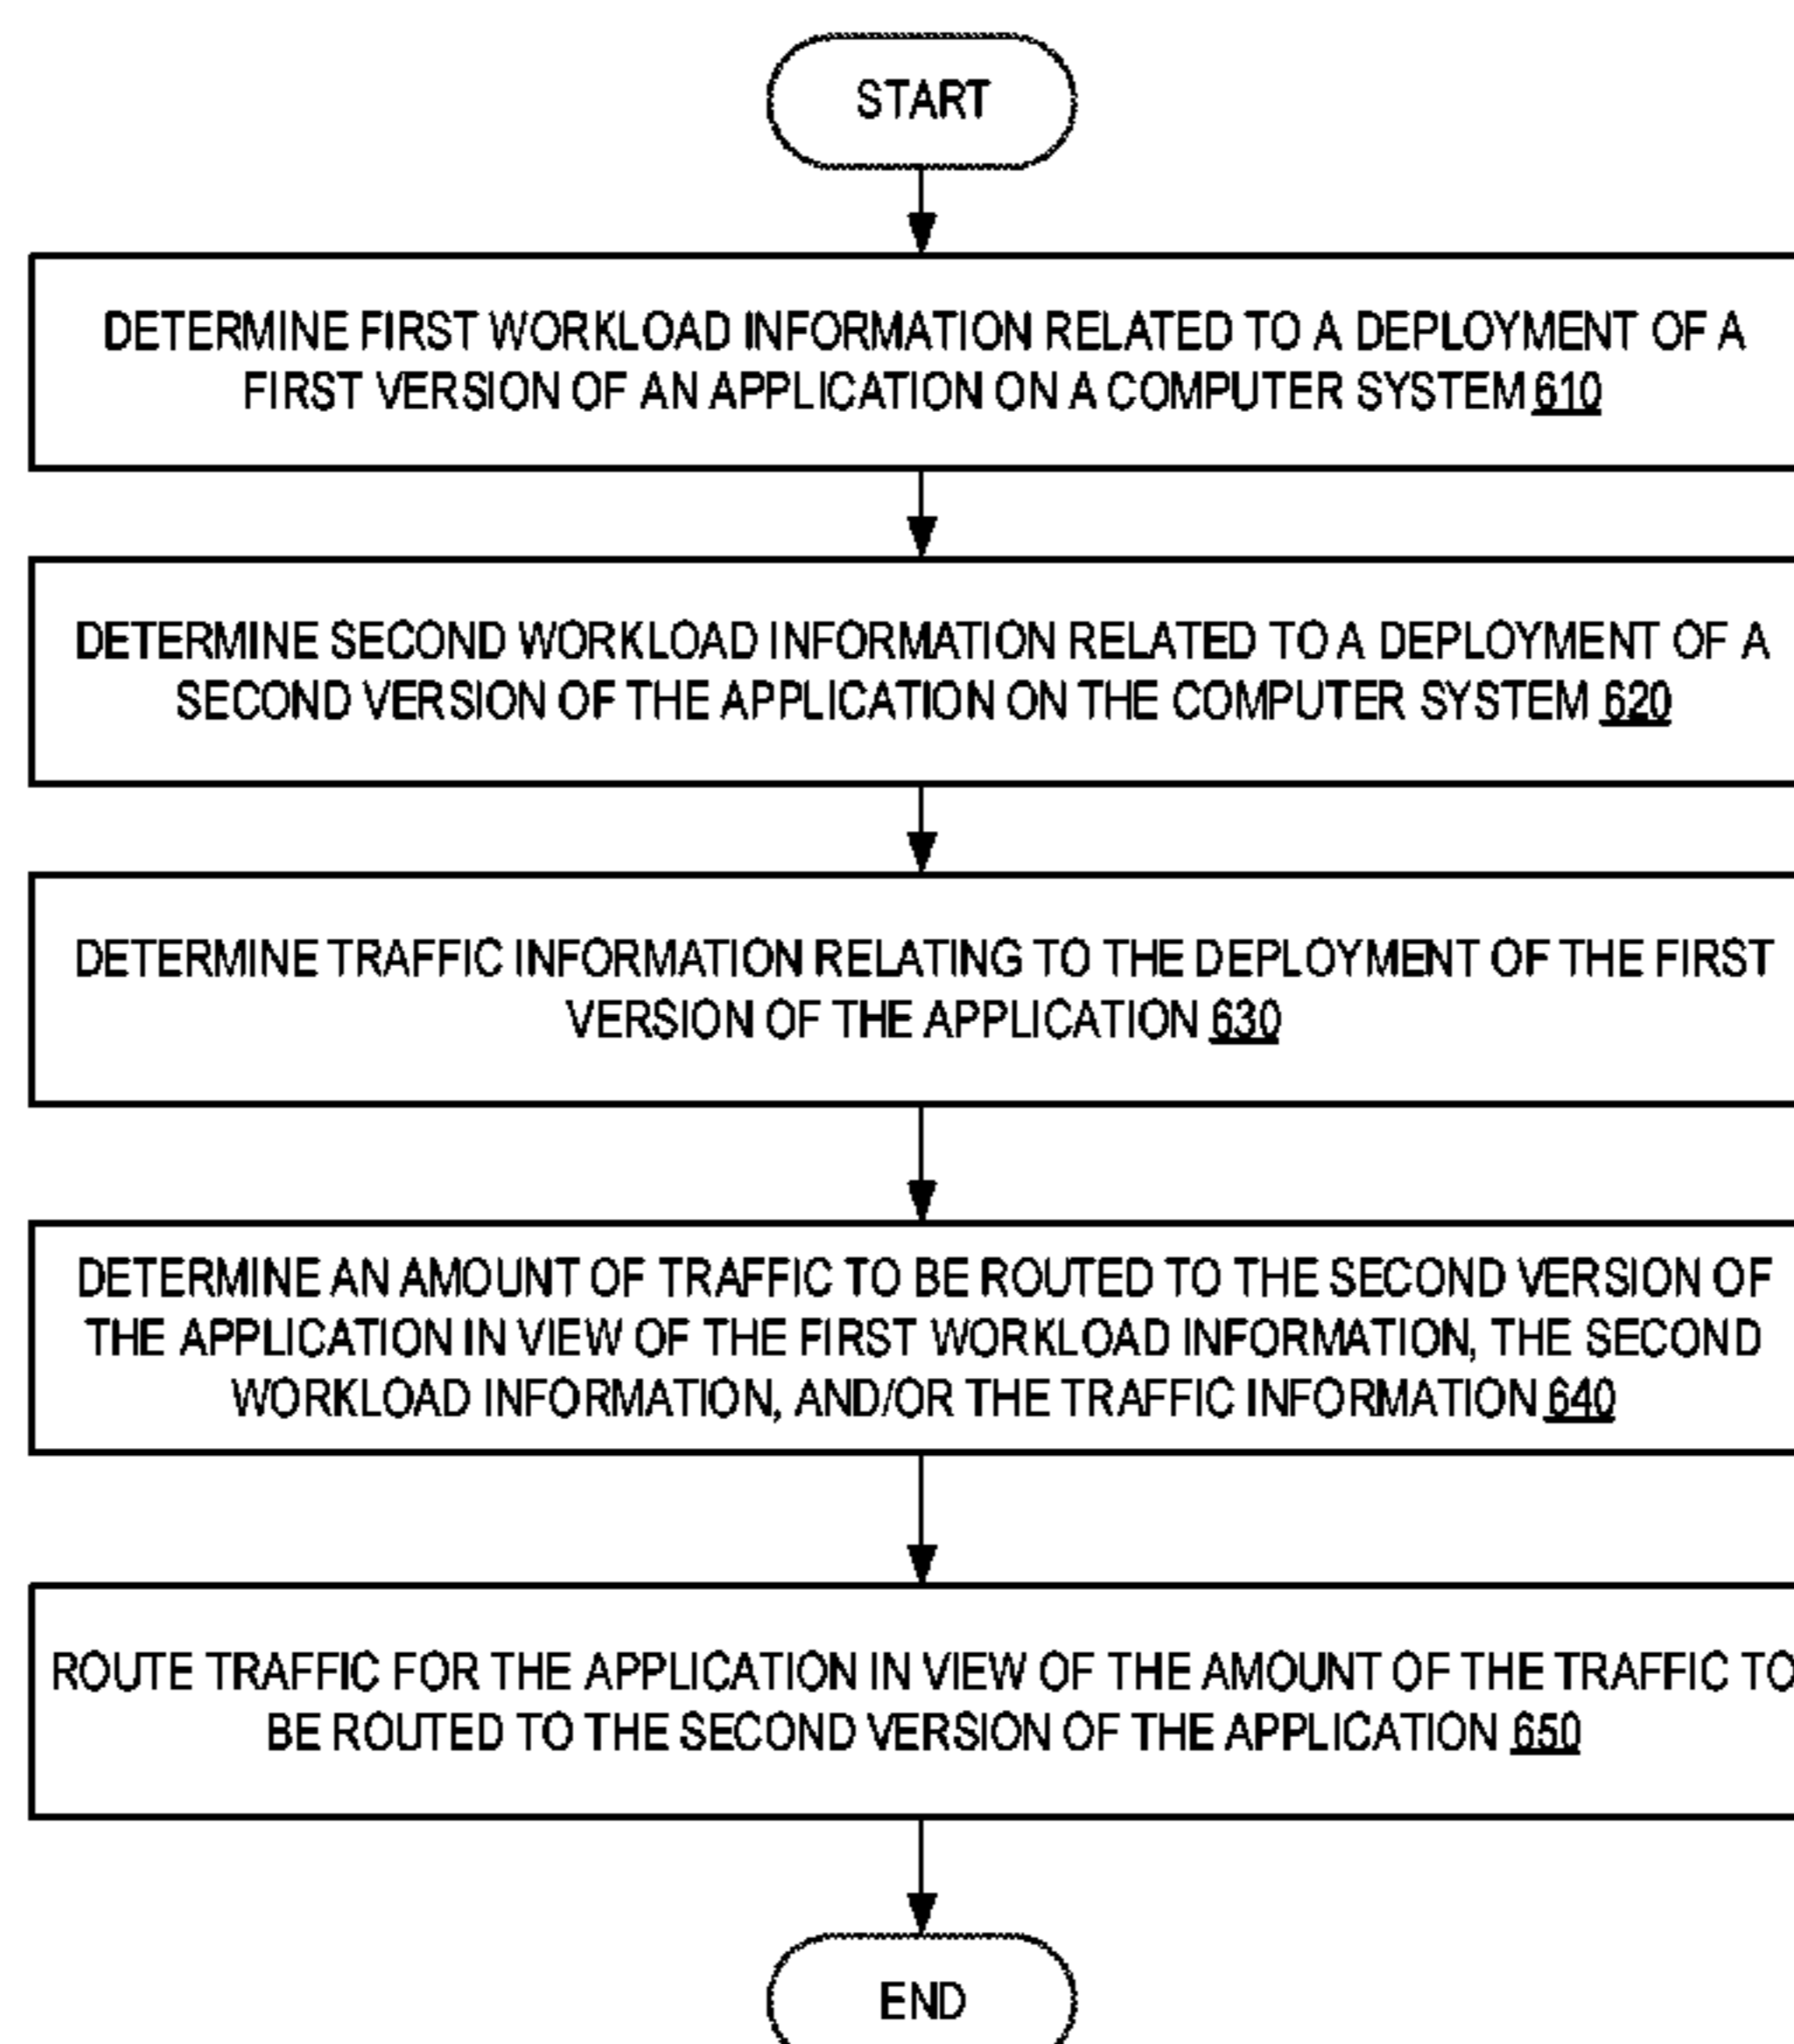 START
DETERMINE FIRST WORKLOAD INFORMATION RELATED TO A DEPLOYMENT OF A
FIRST VERSION OF AN APPLICATION ON A COMPUTER SYSTEM 610
DETERMINE SECOND WORKLOAD INFORMATION RELATED TO A DEPLOYMENT OF A
SECOND VERSION OF THE APPLICATION ON THE COMPUTER SYSTEM 620
DETERMINE TRAFFIC INFORMATION RELATING TO THE DEPLOYMENT OF THE FIRST
VERSION OF THE APPLICATION 630
DETERMINE AN AMOUNT OF TRAFFIC TO BE ROUTED TO THE SECOND VERSION OF
THE APPLICATION IN VIEW OF THE FIRST WORKLOAD INFORMATION, THE SECOND
WORKLOAD INFORMATION, AND/OR THE TRAFFIC INFORMATION 640
ROUTE TRAFFIC FOR THE APPLICATION IN VIEW OF THE AMOUNT OF THE TRAFFIC TO
BE ROUTED TO THE SECOND VERSION OF THE APPLICATION 650
END